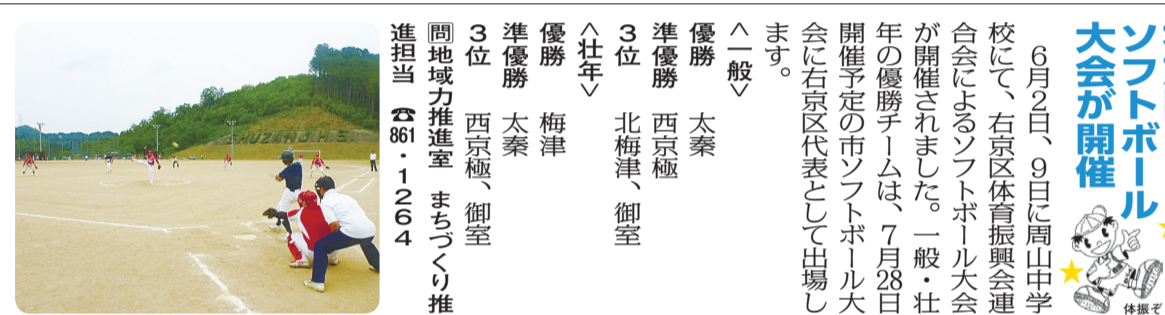 ソフトボール
大会が開催
体振ぞ
6月2日、9日に周山中学
校にて、右京区体育振興会連
合会によるソフトボール大会
が開催されました。一般・壮
年の優勝チームは、7月28日
開催予定の市ソフトボール大
会に右京区代表として出場し
ます。
〈一般〉
優勝　太秦
準優勝　西京極
3位　北梅津、御室
〈壮年〉
優勝　梅津
準優勝　太秦
3位　西京極、御室
問地域力推進室　まちづくり推
進担当　☎861・1264